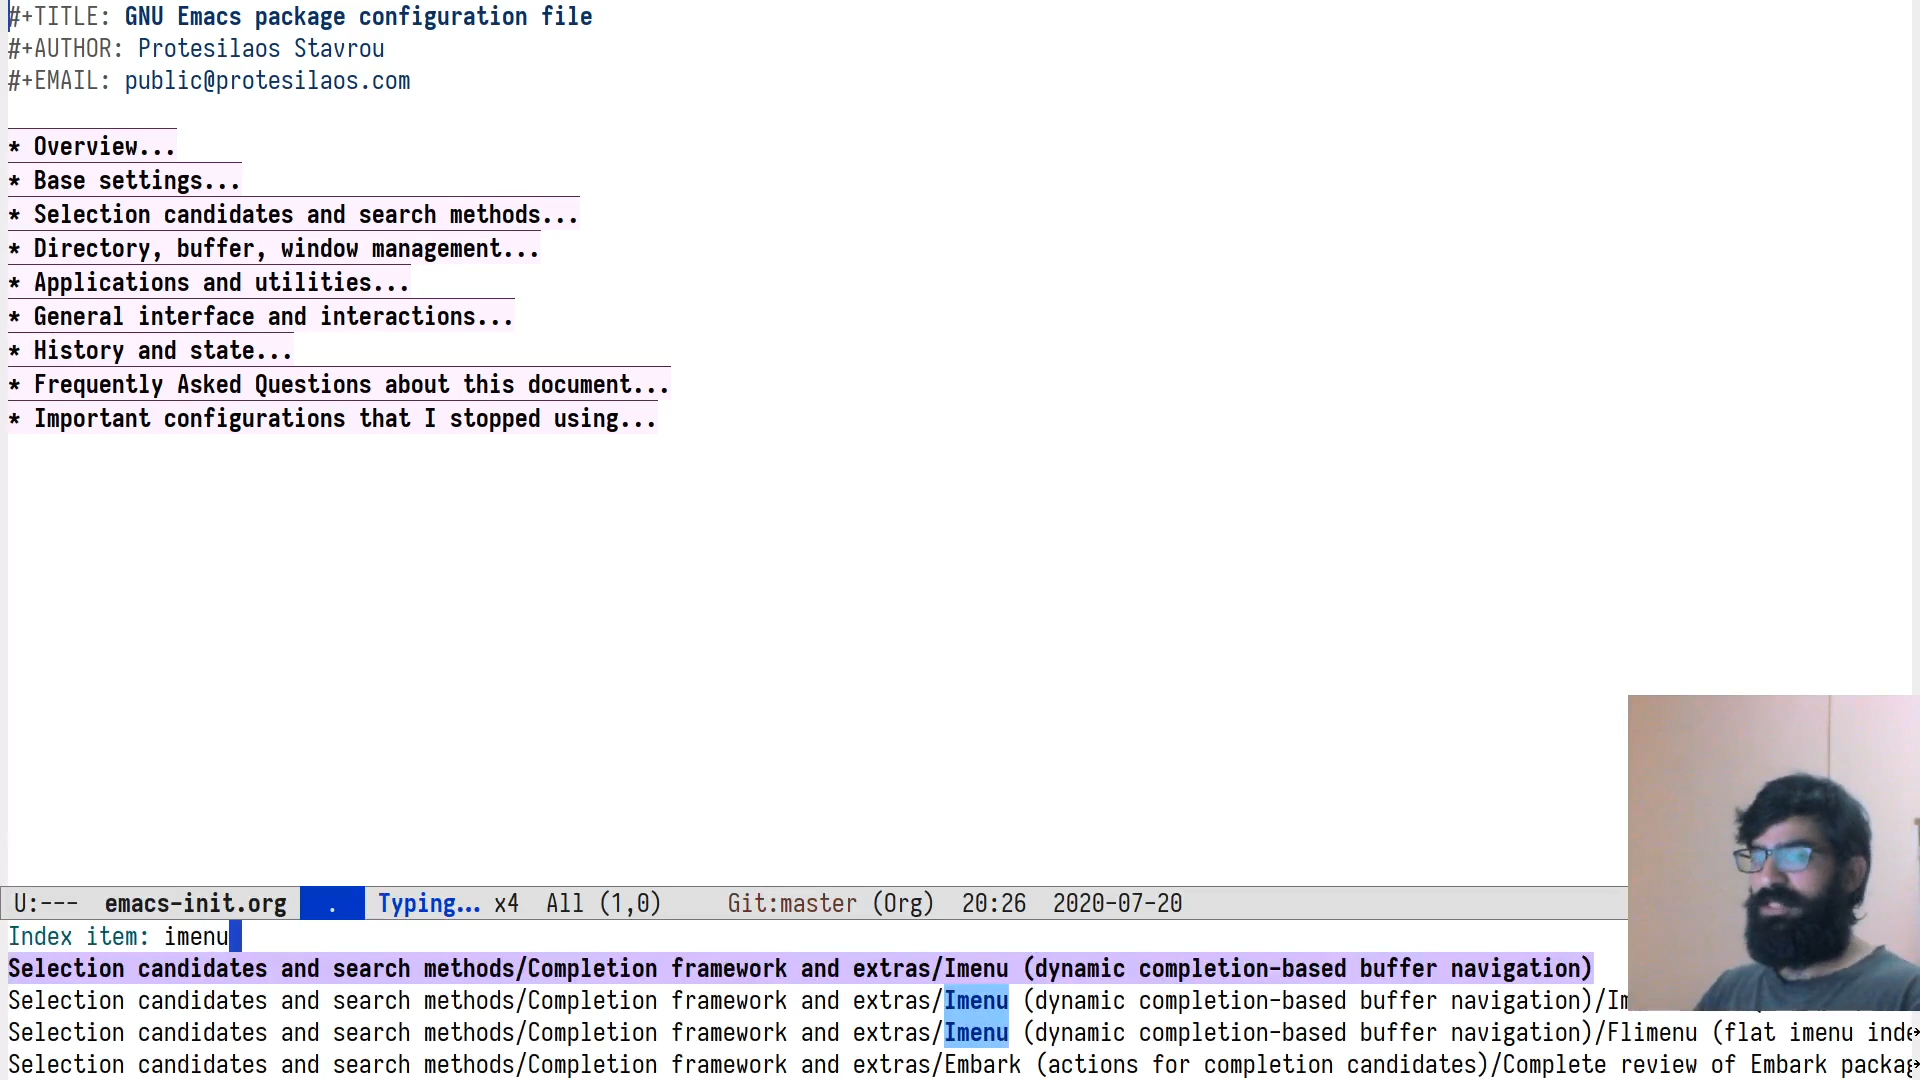 #+TITLE: GNU Emacs package configuration file
#+AUTHOR: Protesilaos Stavrou
#+EMAIL: public@protesilaos.com
* Overview...
* Base settings...
* Selection candidates and search methods...
* Directory, buffer, window management...
* Applications and utilities...
* General interface and interactions...
* History and state...
* Frequently Asked Questions about this document...
* Important configurations that I stopped using...
U:--- emacs-init.org . Typing... x4 All (1,0) Git:master (Org) 20:26 2020-07-20
Index item: imenu
Selection candidates and search methods/Completion framework and extras/Imenu (dynamic completion-based buffer navigation)
Selection candidates and search methods/Completion framework and extras/Imenu (dynamic completion-based buffer navigation)/
Selection candidates and search methods/Completion framework and extras/Imenu (dynamic completion-based buffer navigation)/Flimenu (flat imenu inde
Selection candidates and search methods/Completion framework and extras/Embark (actions for completion candidates)/Complete review of Embark packag